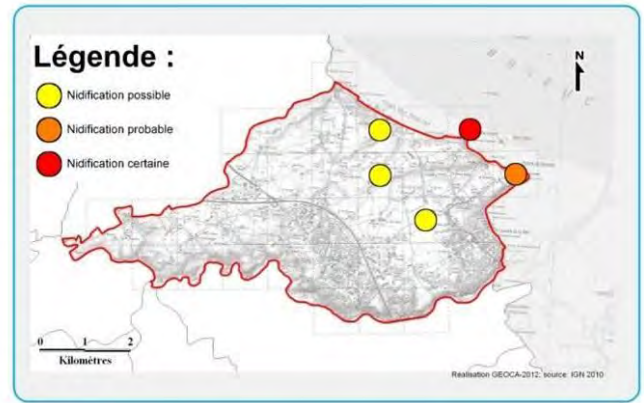 Légende :
Nidification possible
Nidification probable
Nidification certaine
N
0 1 2
Kilomètres
Réalisation GEOCA-2012; source: IGN 2010